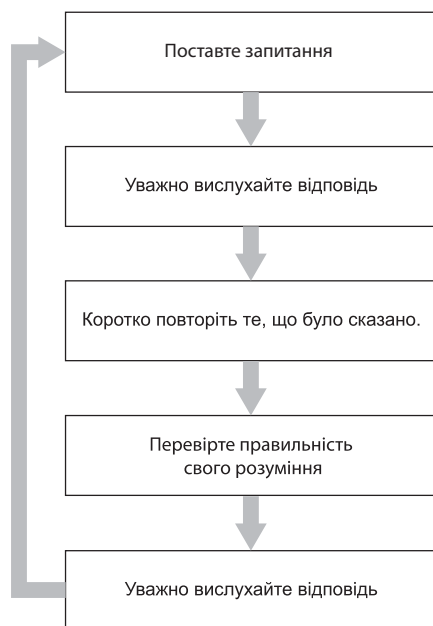 Поставте запитання
Уважно вислухайте відповідь
Коротко повторіть те, що було сказано.
Перевірте правильність
свого розуміння
Уважно вислухайте відповідь